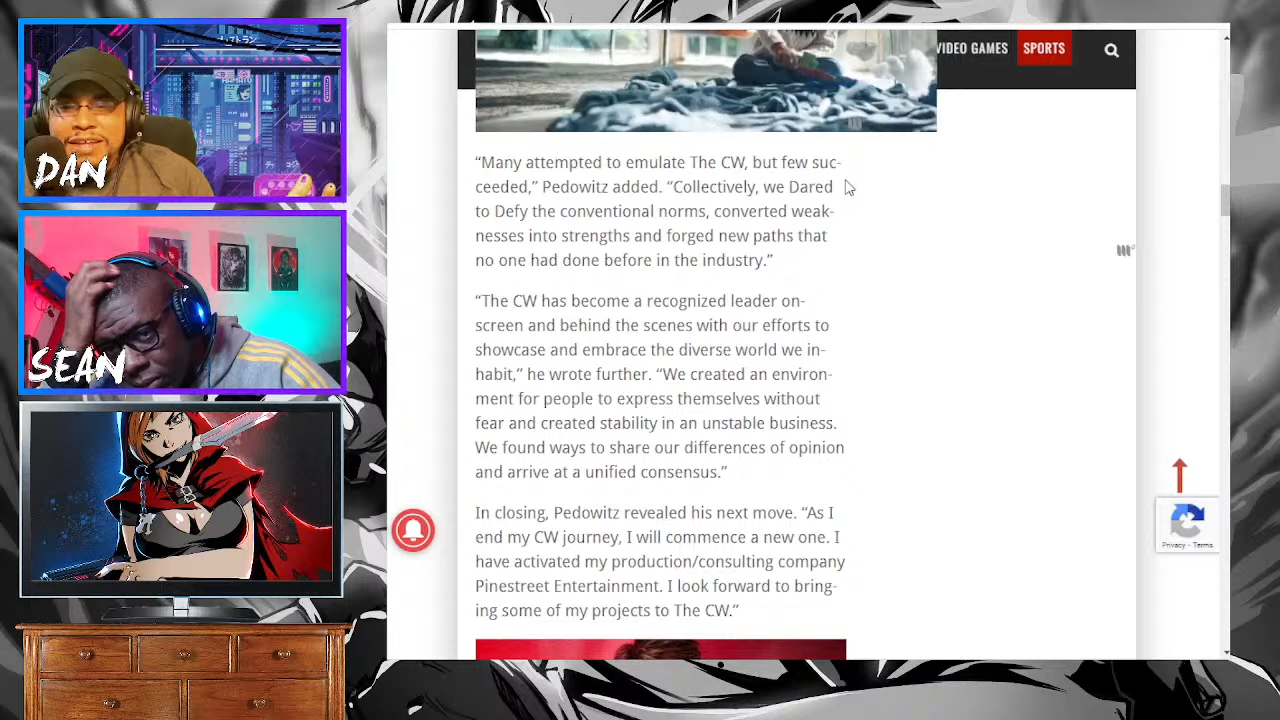 VIDEO GAMES
SPORTS
DAN
SEAN
“Many attempted to emulate The CW, but few suc-
ceeded,” Pedowitz added. “Collectively, we Dared
to Defy the conventional norms, converted weak-
nesses into strengths and forged new paths that
no one had done before in the industry.”
“The CW has become a recognized leader on-
screen and behind the scenes with our efforts to
showcase and embrace the diverse world we in-
habit,” he wrote further. “We created an environ-
ment for people to express themselves without
fear and created stability in an unstable business.
We found ways to share our differences of opinion
and arrive at a unified consensus.”
In closing, Pedowitz revealed his next move. “As I
end my CW journey, I will commence a new one. I
have activated my production/consulting company
Pinestreet Entertainment. I look forward to bring-
ing some of my projects to The CW.”
Privacy - Terms